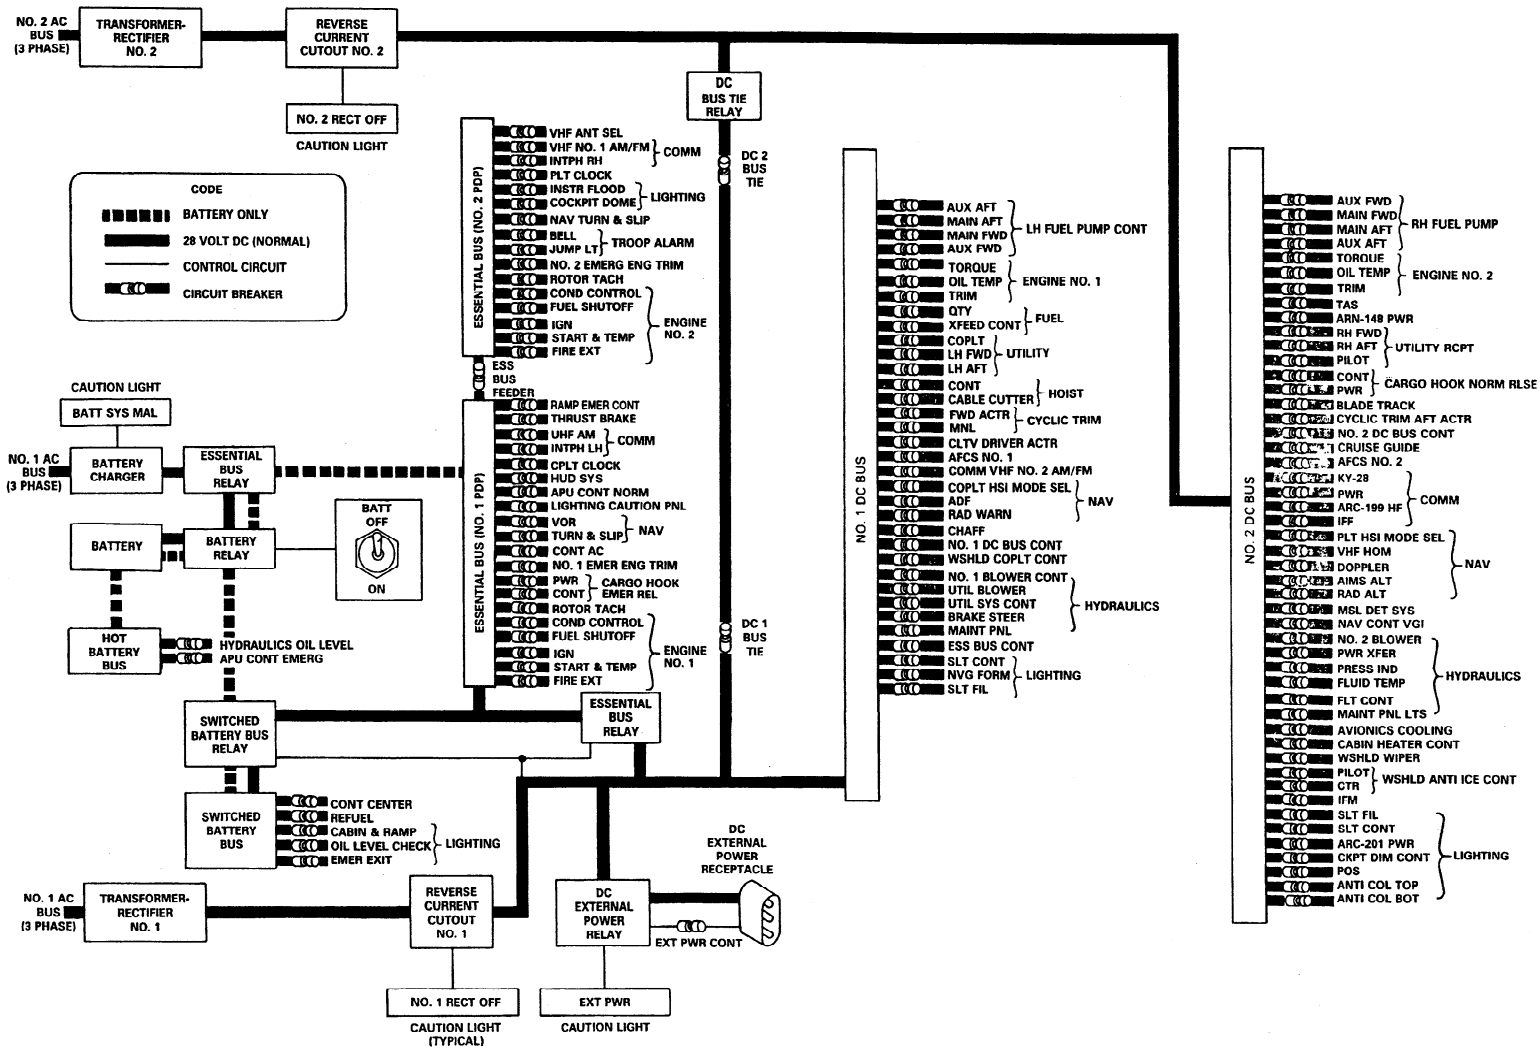 NO. 2 AC
BUS
(3 PHASE)
TRANSFORMER-
RECTIFIER
NO. 2
REVERSE
CURRENT
CUTOUT NO. 2
NO. 2 RECT OFF
CAUTION LIGHT
DC
BUS TIE
RELAY
DC 2
BUS
TIE
CODE
BATTERY ONLY
28 VOLT DC (NORMAL)
CONTROL CIRCUIT
CIRCUIT BREAKER
ESSENTIAL BUS (NO. 2 PDP)
VHF ANT SEL
VHF NO. 1 AM/FM
INTPH RH
COMM
PLT CLOCK
INSTR FLOOD
COCKPIT DOME
LIGHTING
NAV TURN & SLIP
BELL
JUMP LT
TROOP ALARM
NO. 2 EMERG ENG TRIM
ROTOR TACH
COND CONTROL
FUEL SHUTOFF
IGN
START & TEMP
FIRE EXT
ENGINE
NO. 2
ESS
BUS
FEEDER
ESSENTIAL BUS (NO. 1 PDP)
RAMP EMER CONT
THRUST BRAKE
UHF AM
INTPH LH
COMM
CPLT CLOCK
HUD SYS
APU CONT NORM
LIGHTING CAUTION PNL
VOR
TURN & SLIP
NAV
CONT AC
NO. 1 EMER ENG TRIM
PWR
CONT
CARGO HOOK
EMER REL
ROTOR TACH
COND CONTROL
FUEL SHUTOFF
IGN
START & TEMP
FIRE EXT
ENGINE
NO. 1
CAUTION LIGHT
BATT SYS MAL
NO. 1 AC
BUS
(3 PHASE)
BATTERY
CHARGER
ESSENTIAL
BUS
RELAY
BATTERY
BATTERY
RELAY
BATT
OFF
ON
HOT
BATTERY
BUS
HYDRAULICS OIL LEVEL
APU CONT EMERG
SWITCHED
BATTERY BUS
RELAY
ESSENTIAL
BUS
RELAY
DC 1
BUS
TIE
SWITCHED
BATTERY
BUS
CONT CENTER
REFUEL
CABIN & RAMP
OIL LEVEL CHECK
EMER EXIT
LIGHTING
NO. 1 AC
BUS
(3 PHASE)
TRANSFORMER-
RECTIFIER
NO. 1
REVERSE
CURRENT
CUTOUT
NO. 1
NO. 1 RECT OFF
CAUTION LIGHT
(TYPICAL)
DC
EXTERNAL
POWER
RELAY
EXT PWR
CAUTION LIGHT
DC
EXTERNAL
POWER
RECEPTACLE
EXT PWR CONT
NO. 1 DC BUS
AUX AFT
MAIN AFT
MAIN FWD
AUX FWD
LH FUEL PUMP CONT
TORQUE
OIL TEMP
TRIM
ENGINE NO. 1
QTY
XFEED CONT
FUEL
COPLT
LH FWD
LH AFT
UTILITY
CONT
CABLE CUTTER
HOIST
FWD ACTR
MNL
CYCLIC TRIM
CLTV DRIVER ACTR
AFCS NO. 1
COMM VHF NO. 2 AM/FM
COPLT HSI MODE SEL
ADF
RAD WARN
NAV
CHAFF
NO. 1 DC BUS CONT
WSHLD COPLT CONT
NO. 1 BLOWER CONT
UTIL BLOWER
UTIL SYS CONT
BRAKE STEER
MAINT PNL
HYDRAULICS
ESS BUS CONT
SLT CONT
NVG FORM
SLT FIL
LIGHTING
NO. 2 DC BUS
AUX FWD
MAIN FWD
MAIN AFT
AUX AFT
RH FUEL PUMP
TORQUE
OIL TEMP
TRIM
ENGINE NO. 2
TAS
ARN-148 PWR
RH FWD
RH AFT
PILOT
UTILITY RCPT
CONT
PWR
CARGO HOOK NORM RLSE
BLADE TRACK
CYCLIC TRIM AFT ACTR
NO. 2 DC BUS CONT
CRUISE GUIDE
AFCS NO. 2
KY-28
PWR
ARC-199 HF
IFF
COMM
PLT HSI MODE SEL
VHF HOM
DOPPLER
AIMS ALT
RAD ALT
NAV
MSL DET SYS
NAV CONT VGI
NO. 2 BLOWER
PWR XFER
PRESS IND
FLUID TEMP
FLT CONT
MAINT PNL LTS
HYDRAULICS
AVIONICS COOLING
CABIN HEATER CONT
WSHLD WIPER
PILOT
CTR
WSHLD ANTI ICE CONT
IFM
SLT FIL
SLT CONT
ARC-201 PWR
CKPT DIM CONT
POS
ANTI COL TOP
ANTI COL BOT
LIGHTING